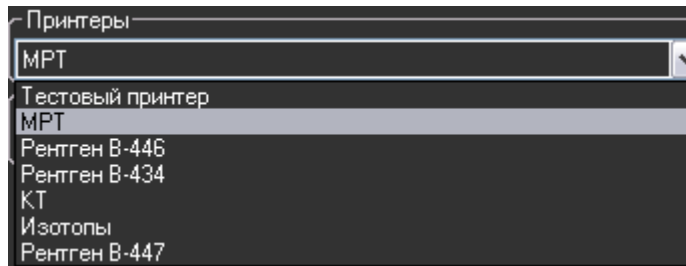 Принтеры
МРТ
Тестовый принтер
МРТ
Рентген В-446
Рентген В-434
КТ
Изотопы
Рентген В-447